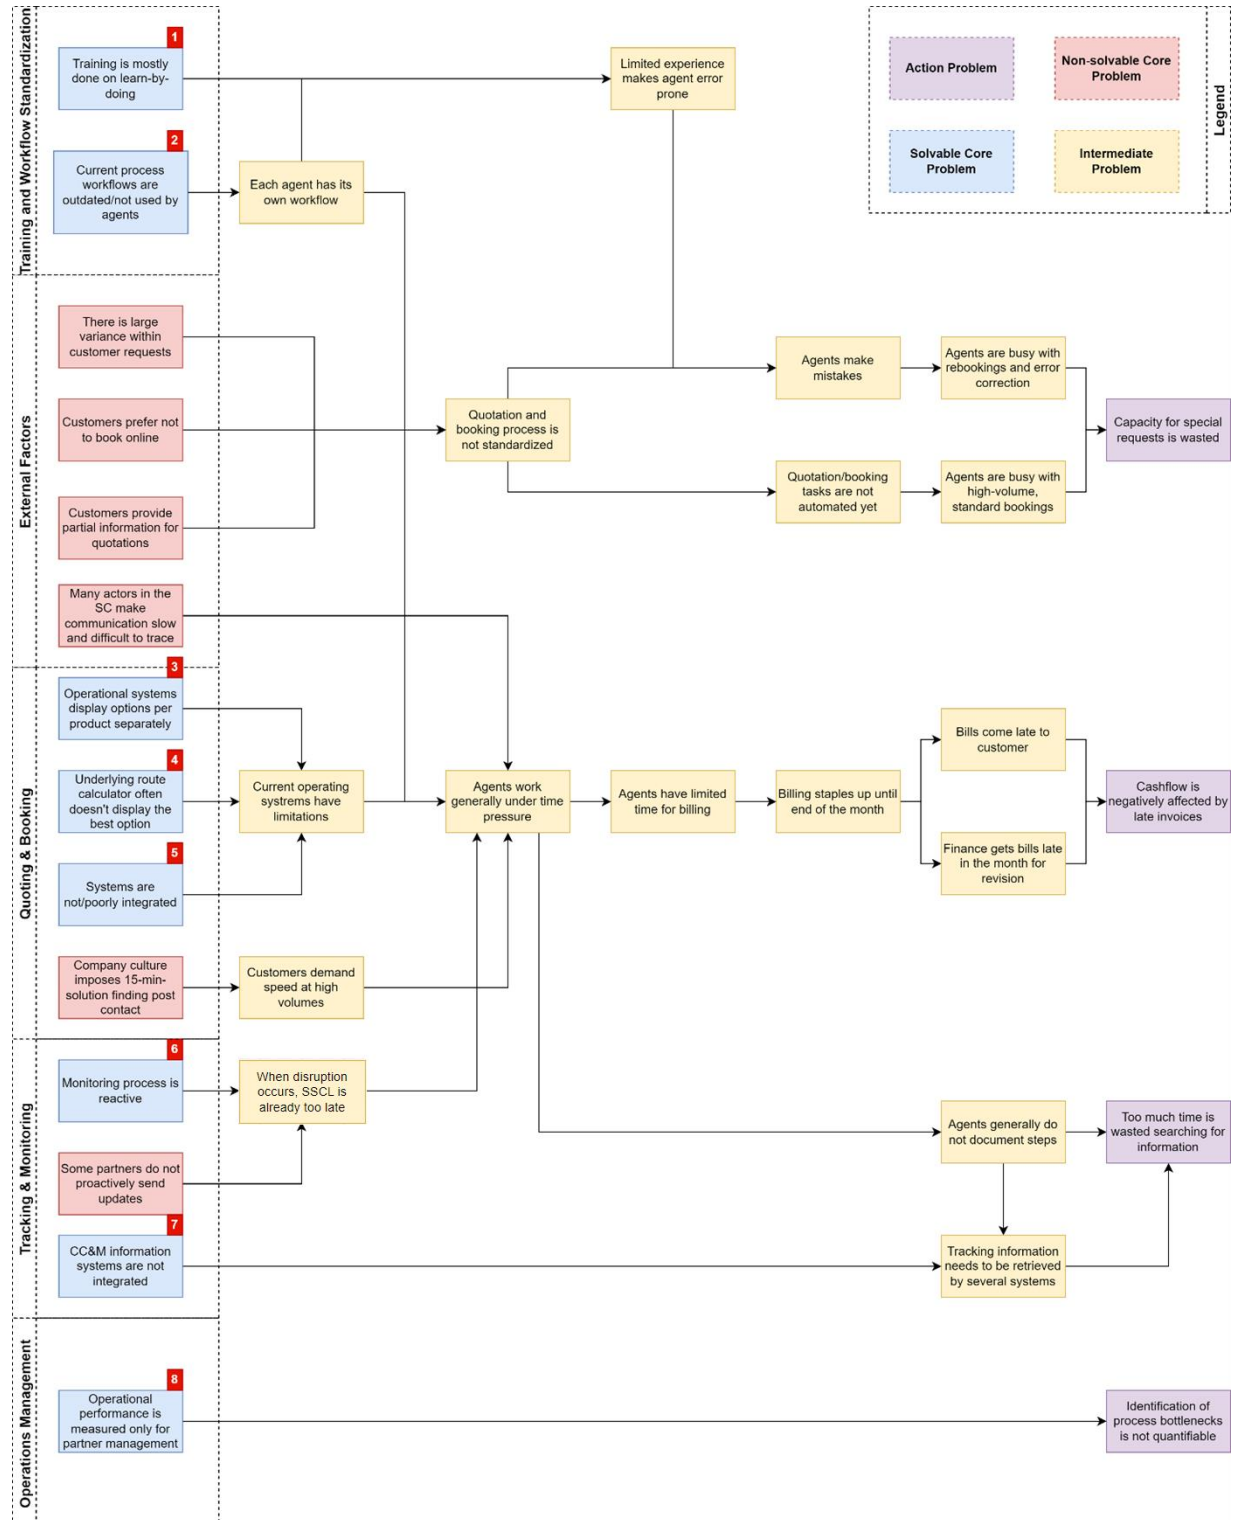 Training and Workflow Standardization
1
Training is mostly
done on learn-by-
doing
2
Current process
workflows are
outdated/not used by
agents
Each agent has its
own workflow
Limited experience
makes agent error
prone
Action Problem
Non-solvable Core
Problem
Solvable Core
Problem
Intermediate
Problem
Legend
External Factors
There is large
variance within
customer requests
Customers prefer not
to book online
Customers provide
partial information for
quotations
Many actors in the
SC make
communication slow
and difficult to trace
Quotation and
booking process is
not standardized
Agents make
mistakes
Agents are busy with
rebookings and error
correction
Quotation/booking
tasks are not
automated yet
Agents are busy with
high-volume,
standard bookings
Capacity for special
requests is wasted
Quoting & Booking
3
Operational systems
display options per
product separately
4
Underlying route
calculator often
doesn't display the
best option
5
Systems are
not/poorly integrated
Company culture
imposes 15-min-
solution finding post
contact
Current operating
systrems have
limitations
Customers demand
speed at high
volumes
Agents work
generally under time
pressure
Agents have limited
time for billing
Billing staples up until
end of the month
Bills come late to
customer
Finance gets bills late
in the month for
revision
Cashflow is
negatively affected by
late invoices
Tracking & Monitoring
6
Monitoring process is
reactive
Some partners do not
proactively send
updates
7
CC&M information
systems are not
integrated
When disruption
occurs, SSCL is
already too late
Agents generally do
not document steps
Tracking information
needs to be retrieved
by several systems
Too much time is
wasted searching for
information
Operations Management
8
Operational
performance is
measured only for
partner management
Identification of
process bottlenecks
is not quantifiable